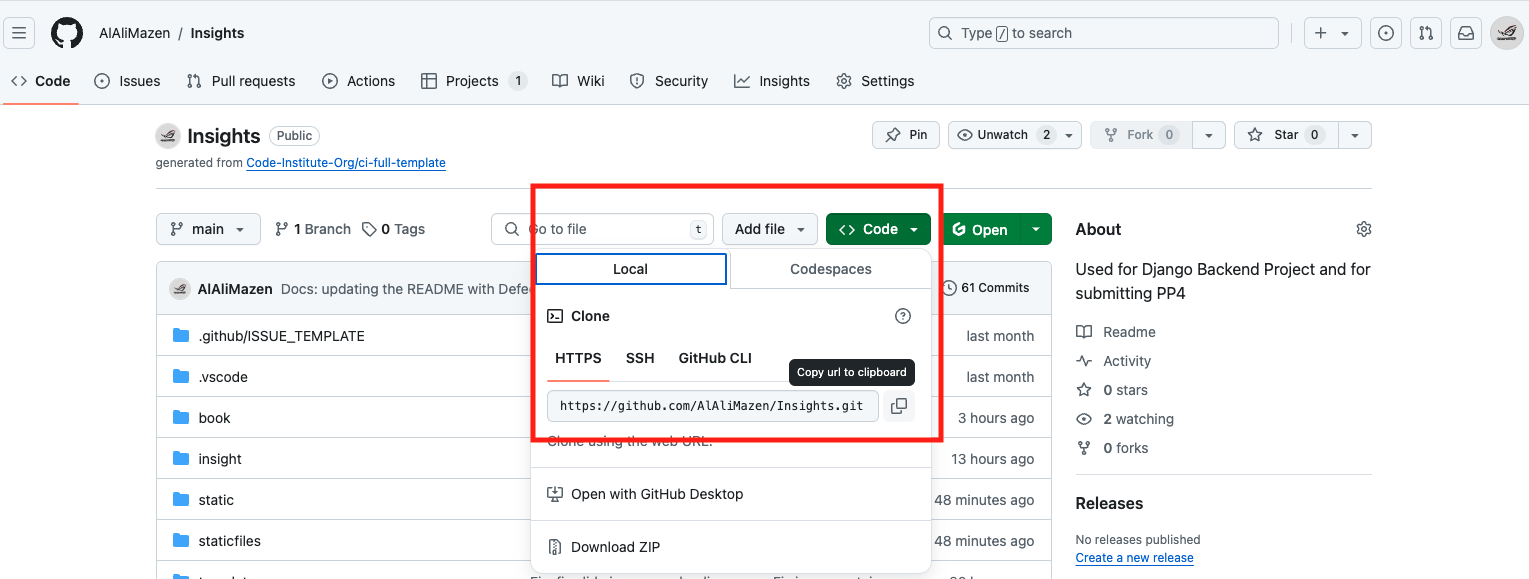 AlAliMazen / Insights
Type / to search
Code
Issues
Pull requests
Actions
Projects 1
Wiki
Security
Insights
Settings
Insights Public
Pin
Unwatch 2
Fork 0
Star 0
generated from Code-Institute-Org/ci-full-template
main
1 Branch
0 Tags
Go to file t
Add file
Code
Open
About
Local
Codespaces
Used for Django Backend Project and for
submitting PP4
AlAliMazen Docs: updating the README with
61 Commits
Clone
Readme
.github/ISSUE_TEMPLATE
last month
HTTPS
SSH
GitHub CLI
Activity
Copy url to clipboard
.vscode
last month
0 stars
https://github.com/AlAliMazen/Insights.git
book
3 hours ago
2 watching
Clone using the web URL.
0 forks
insight
13 hours ago
Open with GitHub Desktop
static
48 minutes ago
Releases
staticfiles
48 minutes ago
No releases published
Download ZIP
Create a new release